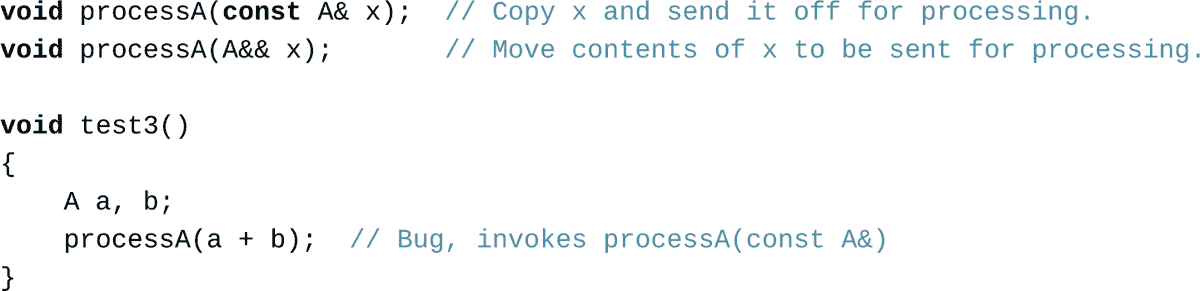 void processA(const A& x);  // Copy x and send it off for processing.
void processA(A&& x);       // Move contents of x to be sent for processing.

void test3()
{
    A a, b;
    processA(a + b);  // Bug, invokes processA(const A&)
}